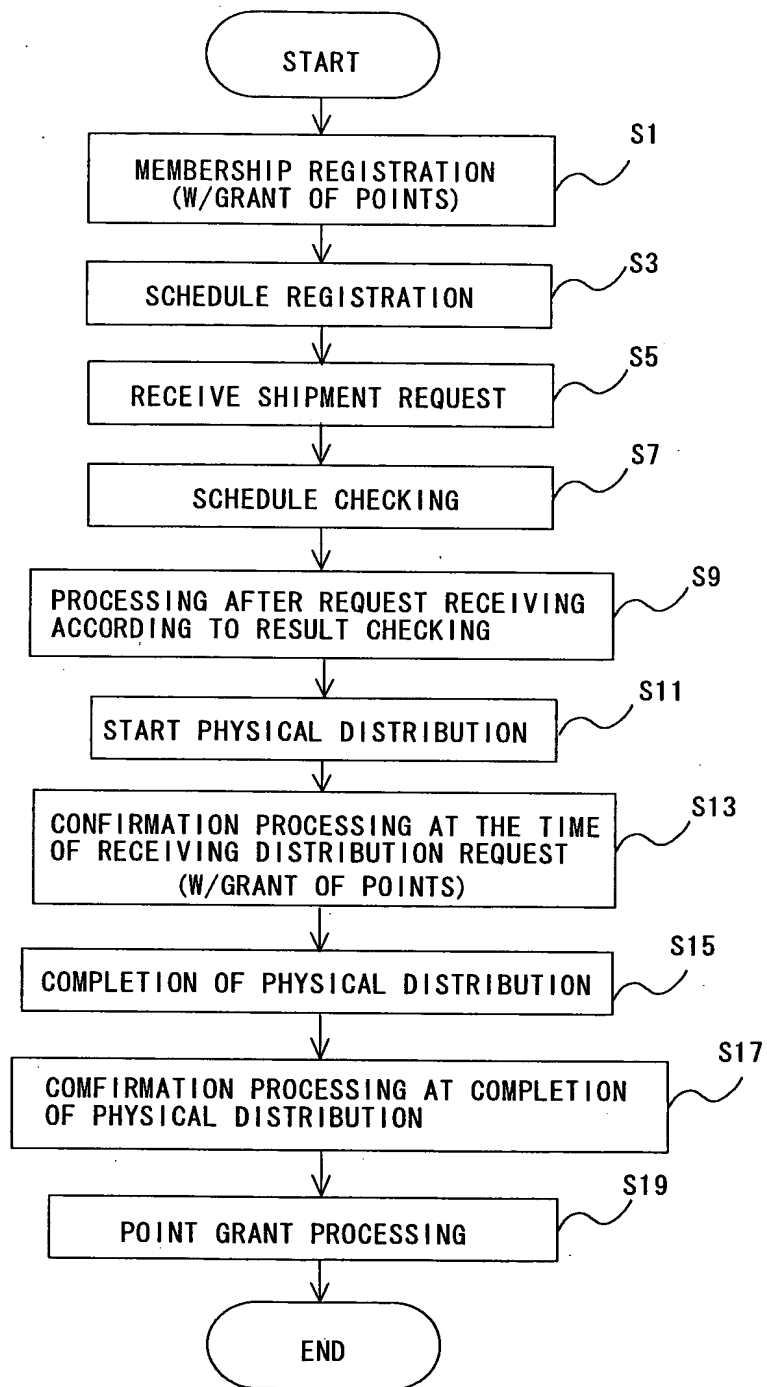 START
S1
MEMBERSHIP REGISTRATION
(W/GRANT OF POINTS)
S3
SCHEDULE REGISTRATION
S5
RECEIVE SHIPMENT REQUEST
S7
SCHEDULE CHECKING
S9
PROCESSING AFTER REQUEST RECEIVING
ACCORDING TO RESULT CHECKING
S11
START PHYSICAL DISTRIBUTION
S13
CONFIRMATION PROCESSING AT THE TIME
OF RECEIVING DISTRIBUTION REQUEST
(W/GRANT OF POINTS)
S15
COMPLETION OF PHYSICAL DISTRIBUTION
S17
COMFIRMATION PROCESSING AT COMPLETION
OF PHYSICAL DISTRIBUTION
S19
POINT GRANT PROCESSING
END